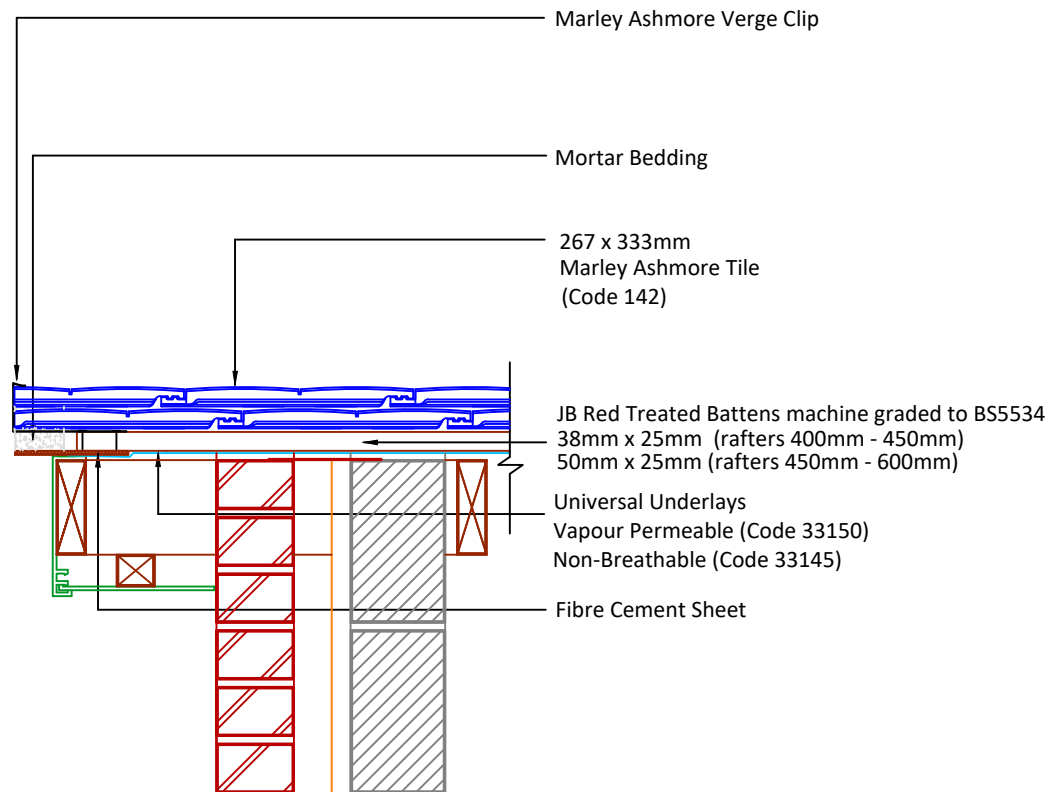 Marley Ashmore Verge Clip
Mortar Bedding
267 x 333mm
Marley Ashmore Tile
(Code 142)
JB Red Treated Battens machine graded to BS5534
38mm x 25mm (rafters 400mm - 450mm)
50mm x 25mm (rafters 450mm - 600mm)
Universal Underlays
Vapour Permeable (Code 33150)
Non-Breathable (Code 33145)
Fibre Cement Sheet